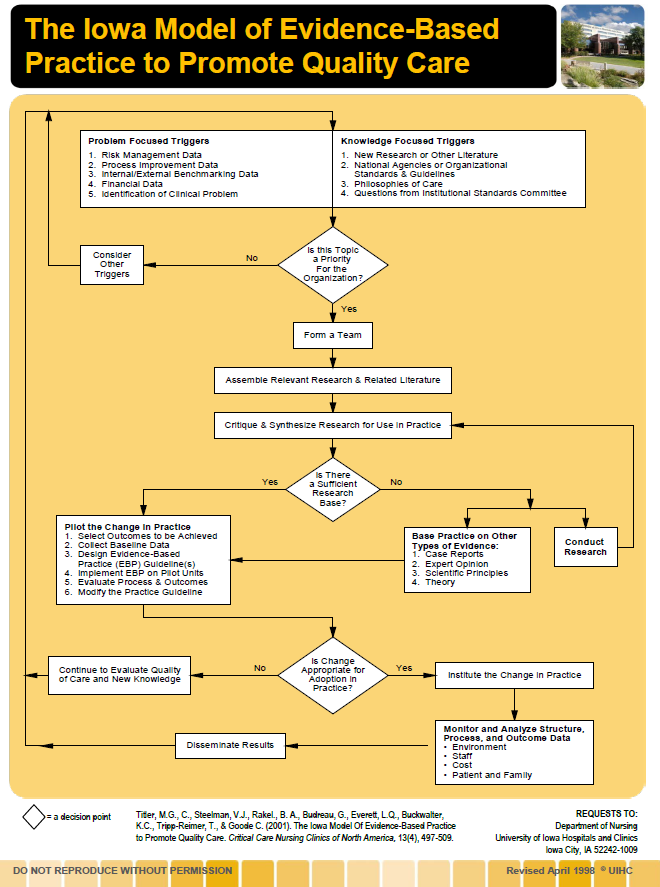 The Iowa Model of Evidence-Based
Practice to Promote Quality Care
Problem Focused Triggers
1. Risk Management Data
2. Process Improvement Data
3. Internal/External Benchmarking Data
4. Financial Data
5. Identification of Clinical Problem
Knowledge Focused Triggers
1. New Research or Other Literature
2. National Agencies or Organizational
Standards & Guidelines
3. Philosophies of Care
4. Questions from Institutional Standards Committee
Consider
Other
Triggers
No
Is this Topic
a Priority
For the
Organization?
Yes
Form a Team
Assemble Relevant Research & Related Literature
Critique & Synthesize Research for Use in Practice
Yes
Is There
a Sufficient
Research
Base?
No
Pilot the Change in Practice
1. Select Outcomes to be Achieved
2. Collect Baseline Data
3. Design Evidence-Based
Practice (EBP) Guideline(s)
4. Implement EBP on Pilot Units
5. Evaluate Process & Outcomes
6. Modify the Practice Guideline
Base Practice on Other
Types of Evidence:
1. Case Reports
2. Expert Opinion
3. Scientific Principles
4. Theory
Conduct
Research
Continue to Evaluate Quality
of Care and New Knowledge
No
Is Change
Appropriate for
Adoption in
Practice?
Yes
Institute the Change in Practice
Monitor and Analyze Structure,
Process, and Outcome Data
• Environment
• Staff
• Cost
• Patient and Family
Disseminate Results
= a decision point
Titler, M.G., C., Steelman, V.J., Rakel., B. A., Budreau, G., Everett, L.Q., Buckwalter,
K.C., Tripp-Reimer, T., & Goode C. (2001). The Iowa Model Of Evidence-Based Practice
to Promote Quality Care. Critical Care Nursing Clinics of North America, 13(4), 497-509.
REQUESTS TO:
Department of Nursing
University of Iowa Hospitals and Clinics
Iowa City, IA 52242-1009
DO NOT REPRODUCE WITHOUT PERMISSION
Revised April 1998 © UIHC